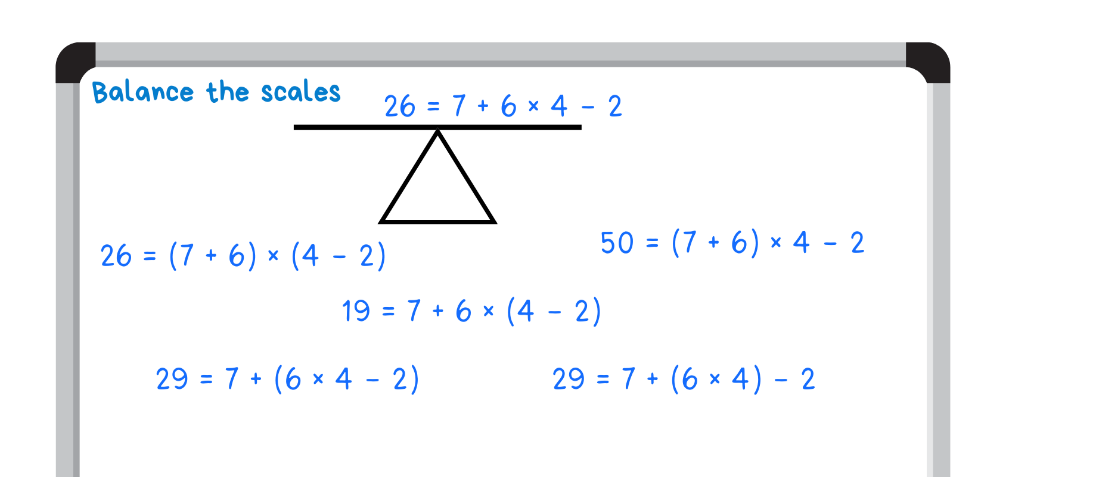 Balance the scales
26 = 7 + 6 × 4 − 2
50 = (7 + 6) × 4 − 2
26 = (7 + 6) × (4 − 2)
19 = 7 + 6 × (4 − 2)
29 = 7 + (6 × 4 − 2)
29 = 7 + (6 × 4) − 2